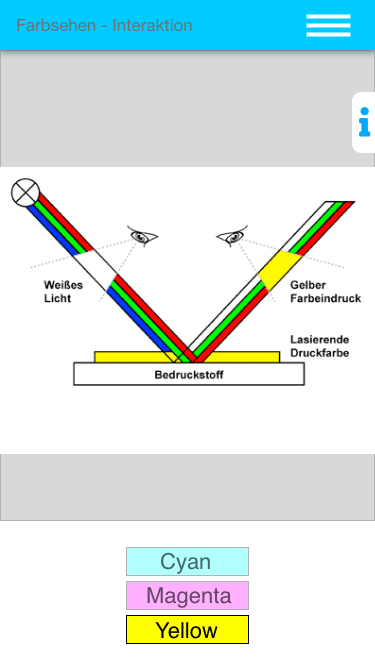 Farbsehen - Interaktion
Weißes
Licht
Gelber
Farbeindruck
Lasierende
Druckfarbe
Bedruckstoff
Cyan
Magenta
Yellow